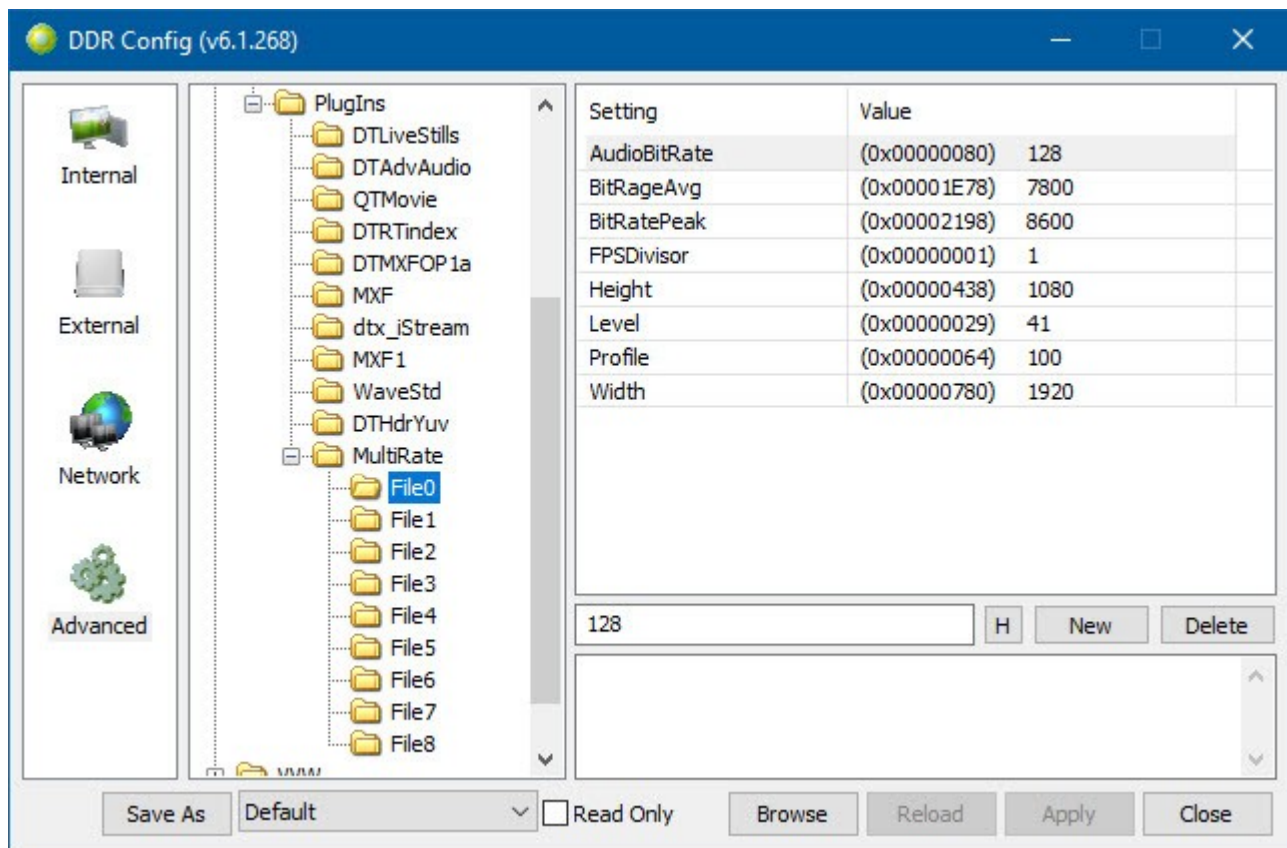 DDR Config (v6.1.268)
Internal
External
Network
Advanced
PlugIns
DTLiveStills
DTAdvAudio
QTMovie
DTRTindex
DTMXFOP1a
MXF
dtx_iStream
MXF1
WaveStd
DTHdrYuv
MultiRate
File0
File1
File2
File3
File4
File5
File6
File7
File8
Setting Value
AudioBitRate (0x00000080) 128
BitRageAvg (0x00001E78) 7800
BitRatePeak (0x00002198) 8600
FPSDivisor (0x00000001) 1
Height (0x00000438) 1080
Level (0x00000029) 41
Profile (0x00000064) 100
Width (0x00000780) 1920
128 H New Delete
Save As Default Read Only Browse Reload Apply Close